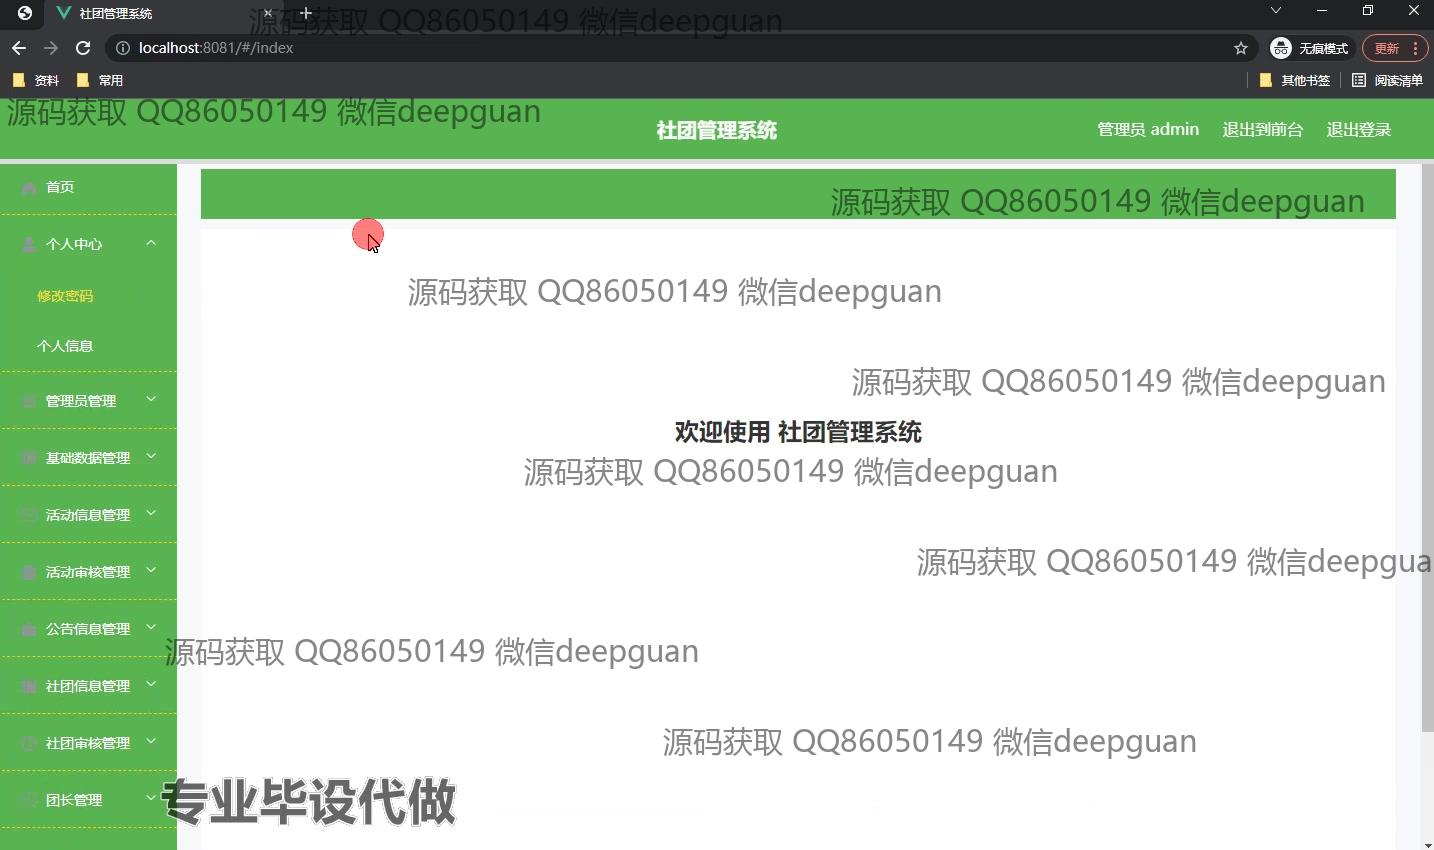 社团管理系统
源码获取 QQ86050149 微信deepguan
localhost:8081/#/index
无痕模式
更新
资料
常用
其他书签
阅读清单
源码获取 QQ86050149 微信deepguan
社团管理系统
管理员 admin
退出到前台
退出登录
首页
源码获取 QQ86050149 微信deepguan
个人中心
修改密码
源码获取 QQ86050149 微信deepguan
个人信息
源码获取 QQ86050149 微信deepguan
管理员管理
欢迎使用 社团管理系统
基础数据管理
源码获取 QQ86050149 微信deepguan
活动信息管理
源码获取 QQ86050149 微信deepgua
活动审核管理
公告信息管理
源码获取 QQ86050149 微信deepguan
社团信息管理
社团审核管理
源码获取 QQ86050149 微信deepguan
团长管理
专业毕设代做